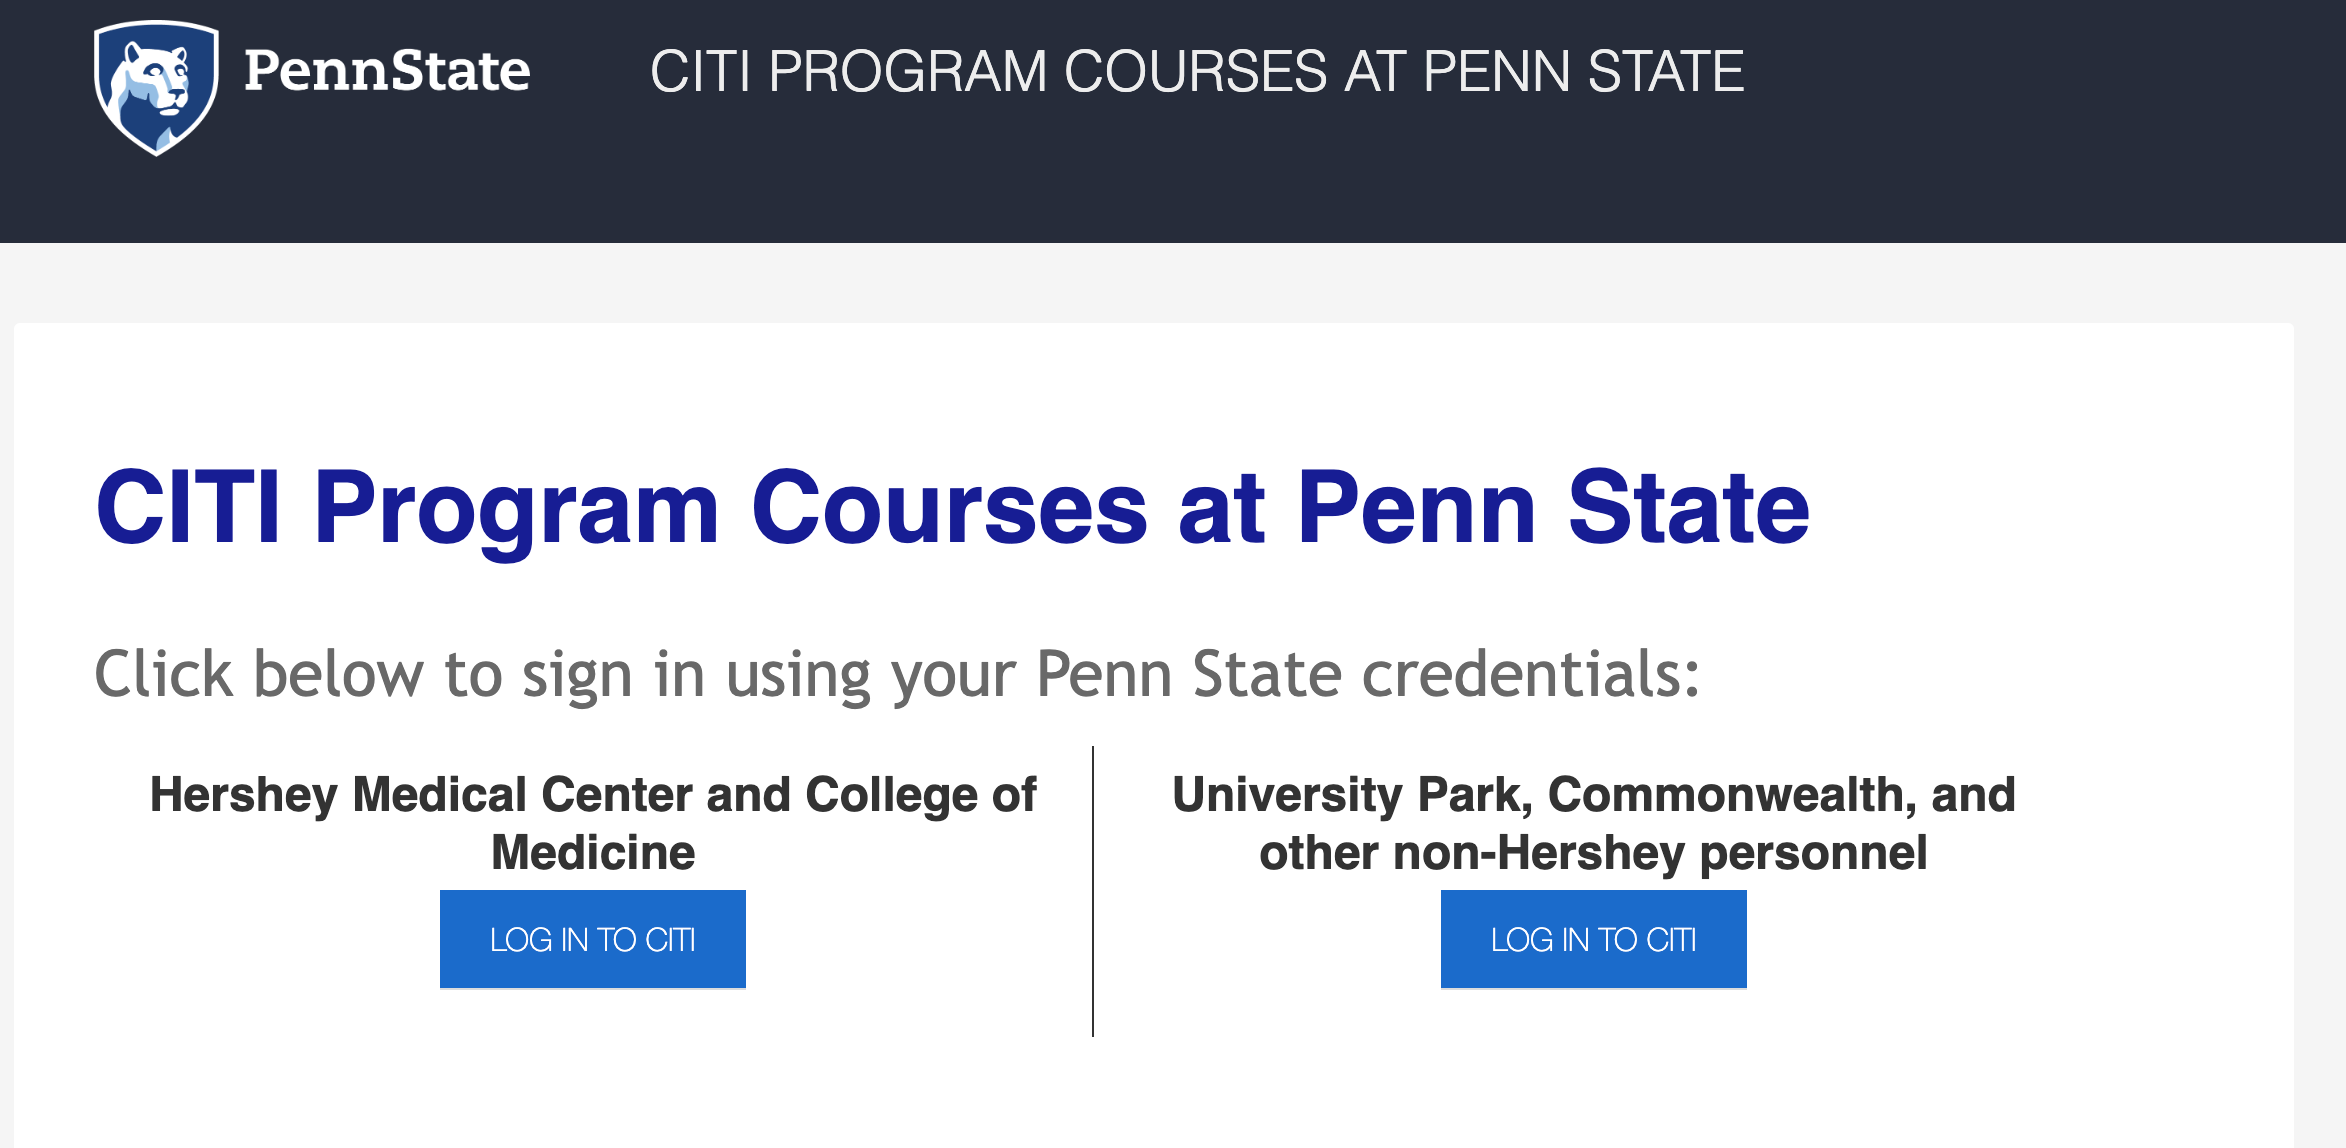 PennState
CITI PROGRAM COURSES AT PENN STATE
CITI Program Courses at Penn State
Click below to sign in using your Penn State credentials:
Hershey Medical Center and College of
Medicine
LOG IN TO CITI
University Park, Commonwealth, and
other non-Hershey personnel
LOG IN TO CITI